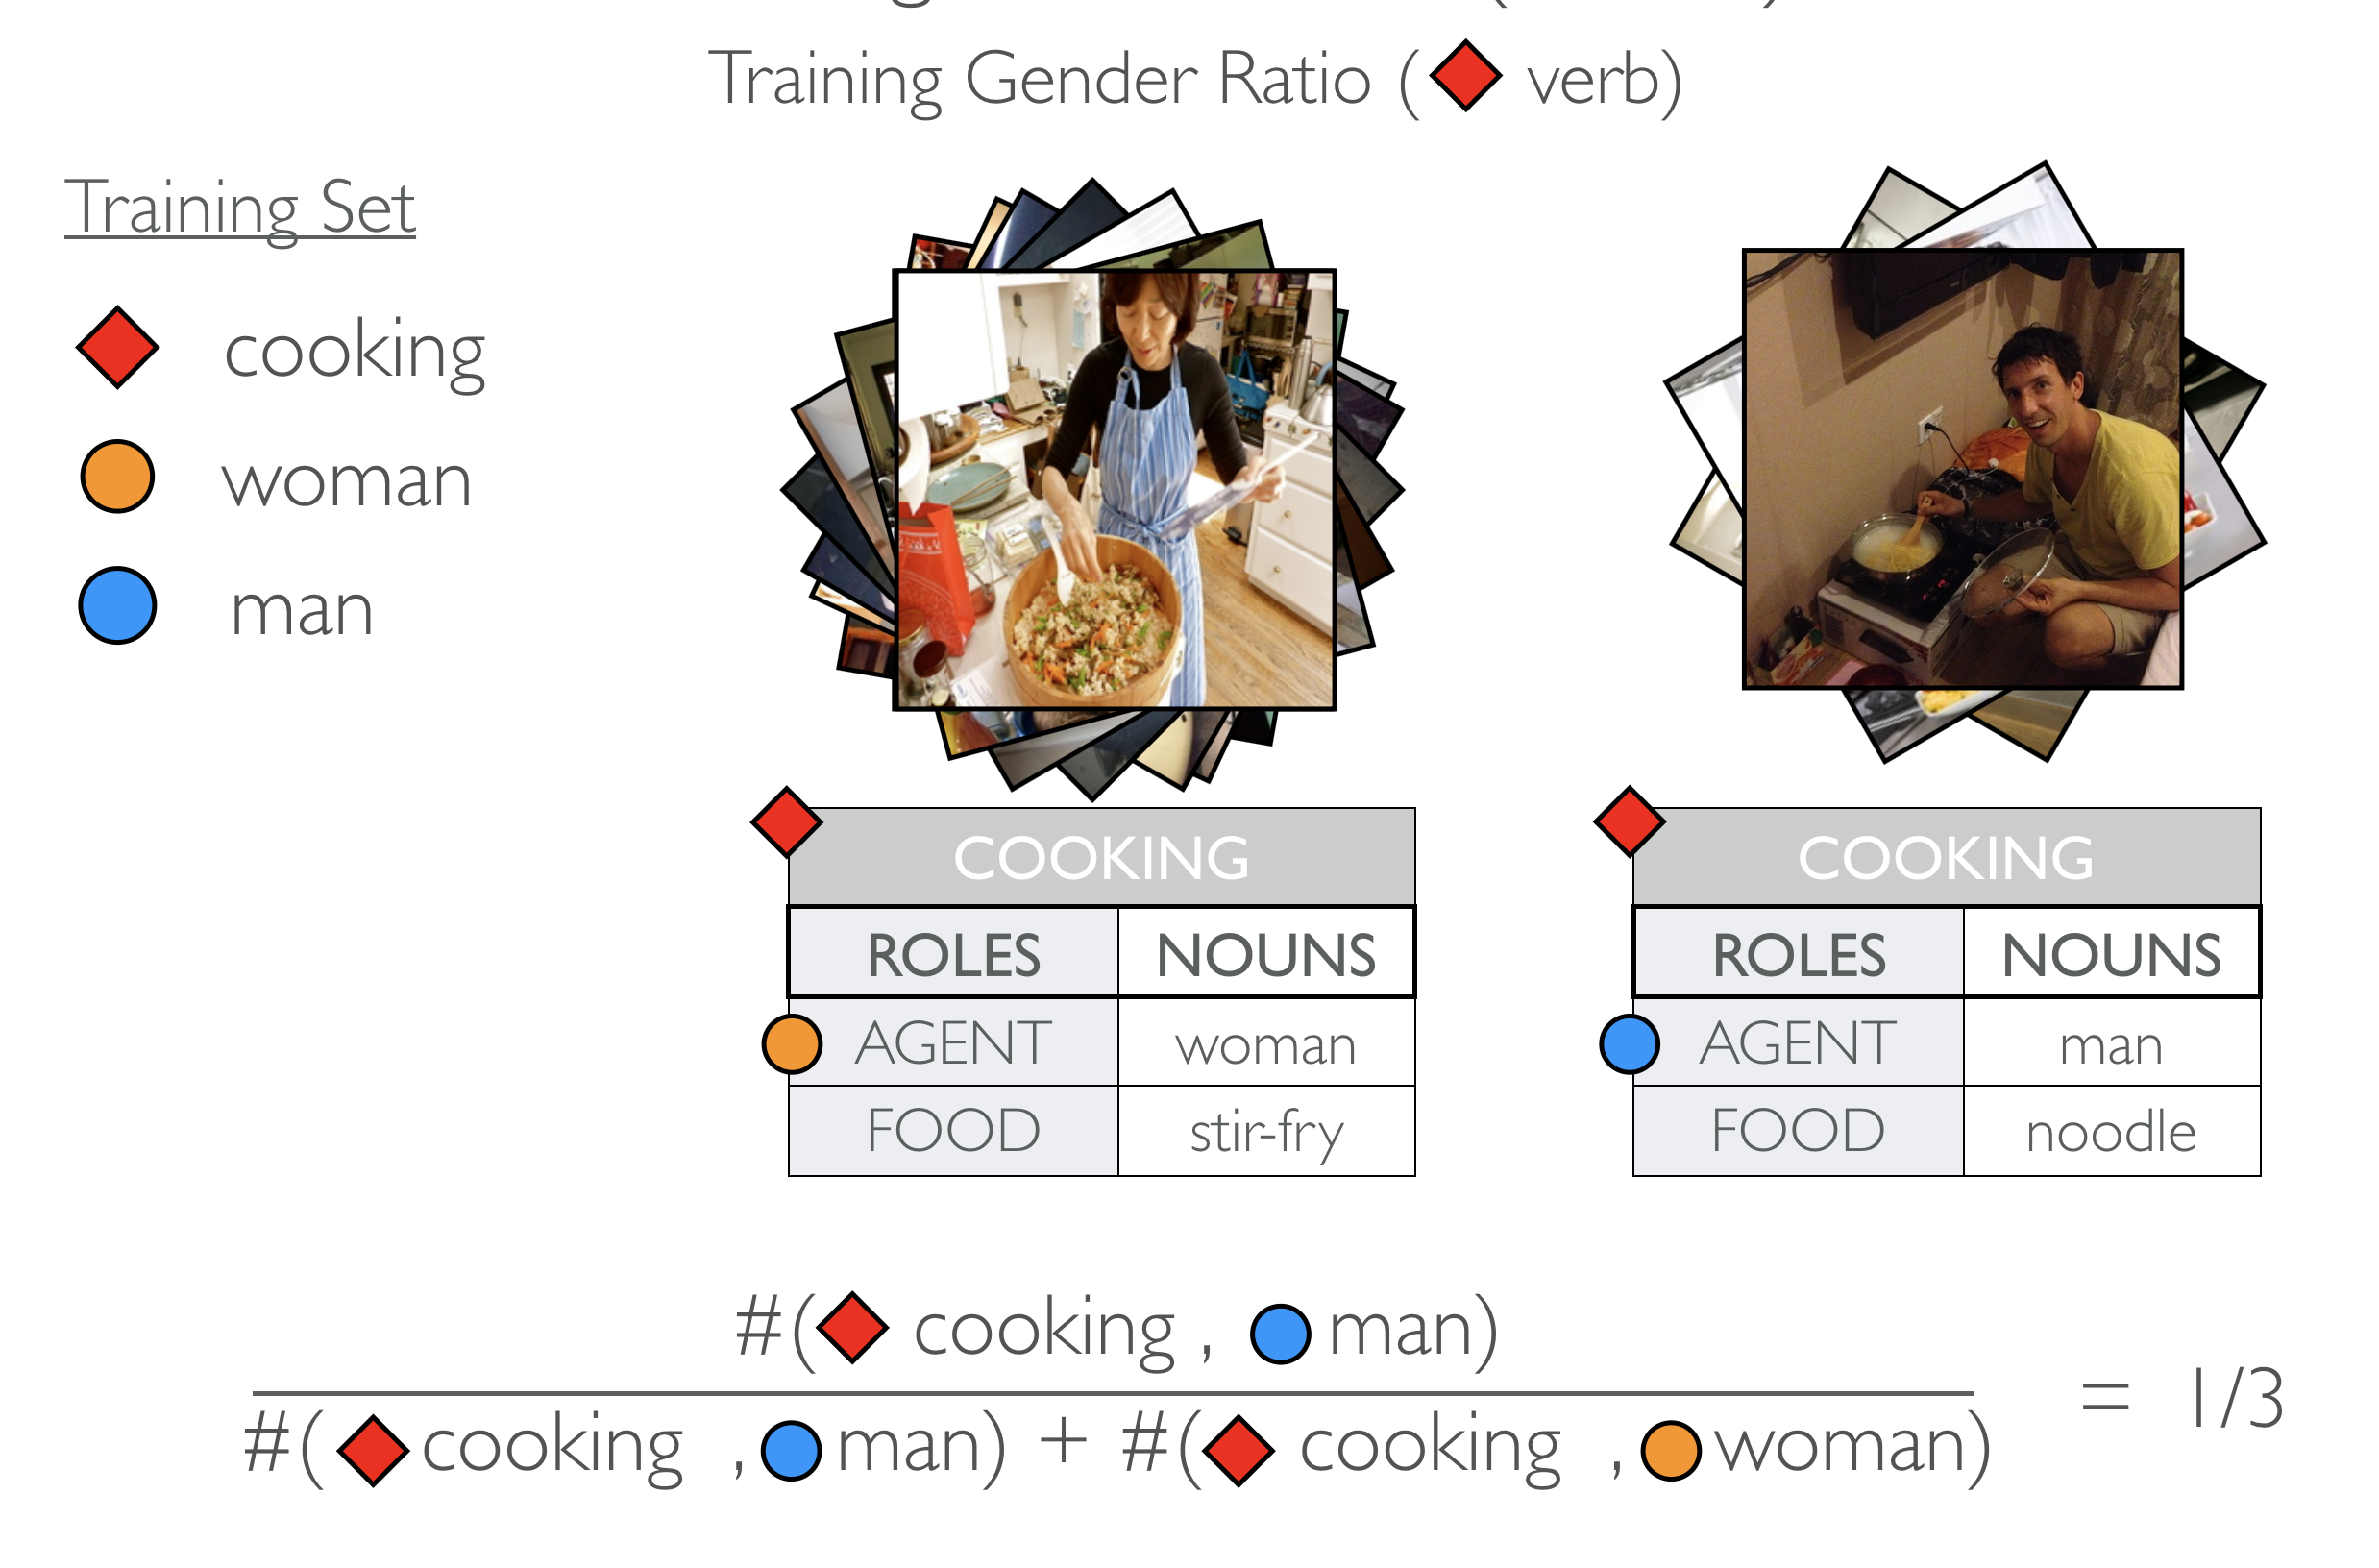 Training Gender Ratio ( verb)
Training Set
cooking
woman
man
COOKING
ROLES NOUNS
AGENT woman
FOOD stir-fry
COOKING
ROLES NOUNS
AGENT man
FOOD noodle
#( cooking , man)
#( cooking , man) + #( cooking , woman)
= 1/3